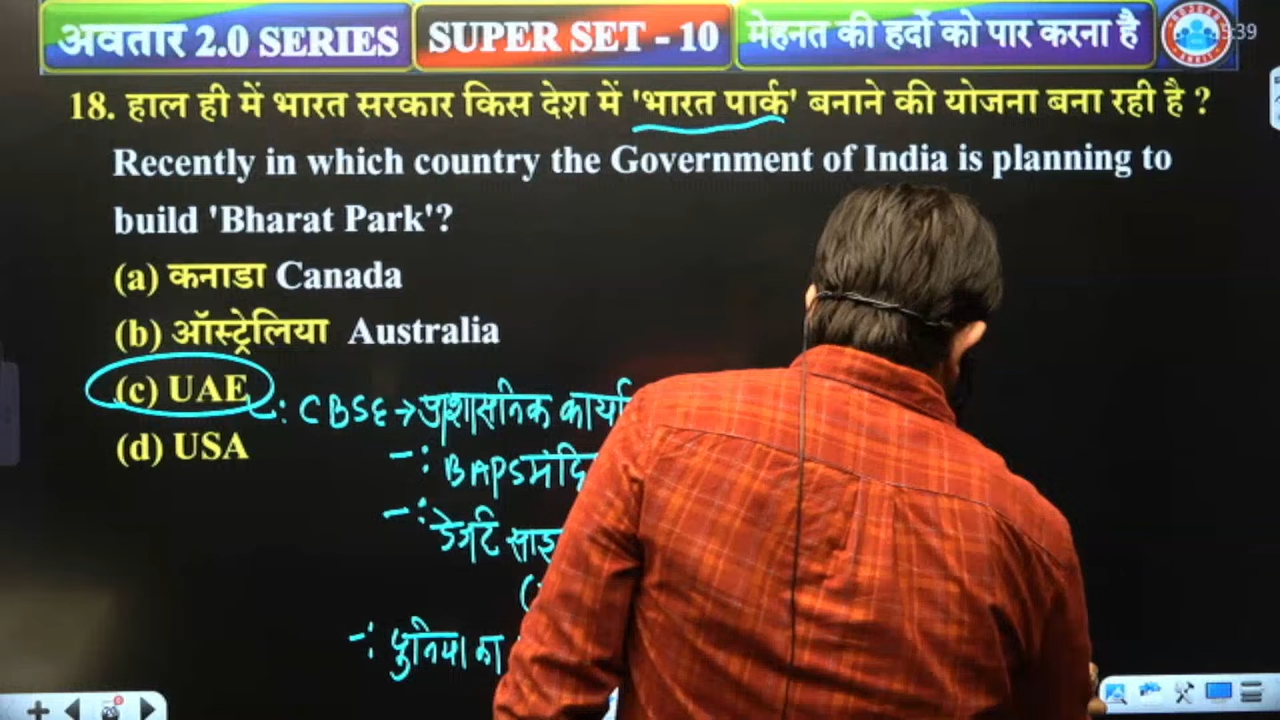 अवतार 2.0 SERIES SUPER SET - 10 मेहनत की हदों को पार करना है
18. हाल ही में भारत सरकार किस देश में 'भारत पार्क' बनाने की योजना बना रही है ?
Recently in which country the Government of India is planning to
build 'Bharat Park'?
(a) कनाडा Canada
(b) ऑस्ट्रेलिया Australia
(c) UAE
: CBSE → प्रशासनिक
(d) USA
-: BAPS
-: डेजर्ट
-: दुनिया का